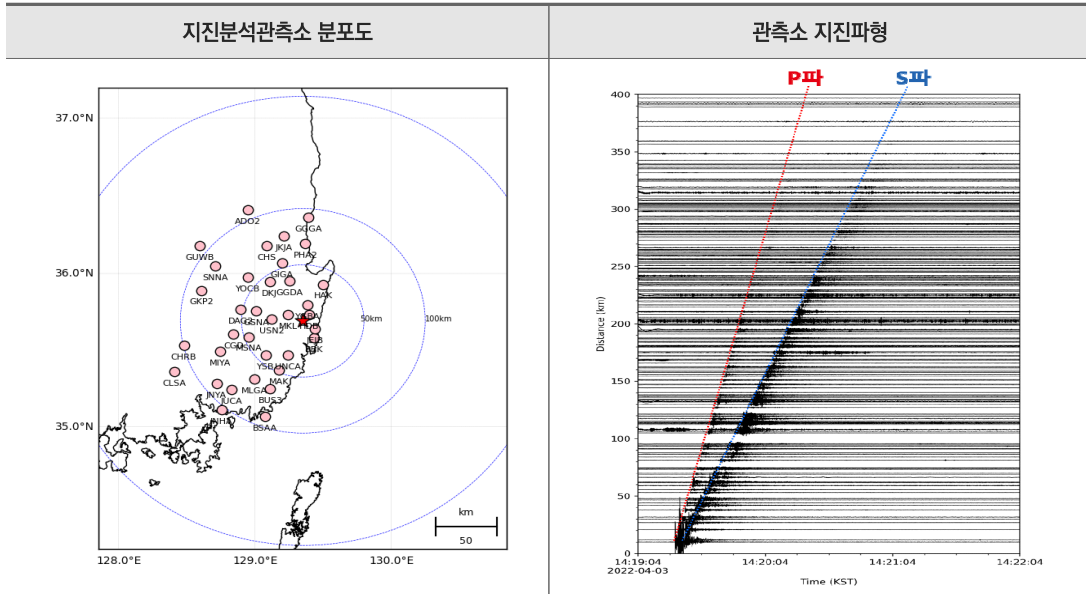 지진분석관측소 분포도
관측소 지진파형
37.0°N
36.0°N
35.0°N
128.0°E
129.0°E
130.0°E
ADO2
GGGA
GUWB
CHS
JKJA
PHA2
SNNA
GIGA
YOCB
DKJ
GGDA
HAK
GKP2
DAG2
GSNA
USN2
MKL
HDB
50km
100km
CHRB
CGD
MSNA
MIYA
YSB
UNCA
CLSA
MAK
JNYA
JUCA
MLGA
BUS3
BSAA
km
50
P파
S파
400
350
300
250
200
150
100
50
0
Distance (km)
14:19:04
2022-04-03
14:20:04
14:21:04
14:22:04
Time (KST)